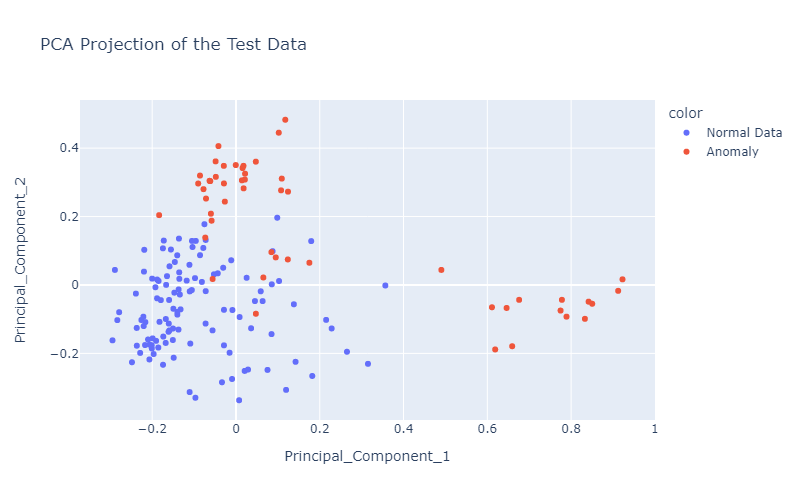 PCA Projection of the Test Data
color
Normal Data
Anomaly
0.4
0.2
0
−0.2
Principal_Component_2
−0.2
0
0.2
0.4
0.6
0.8
1
Principal_Component_1